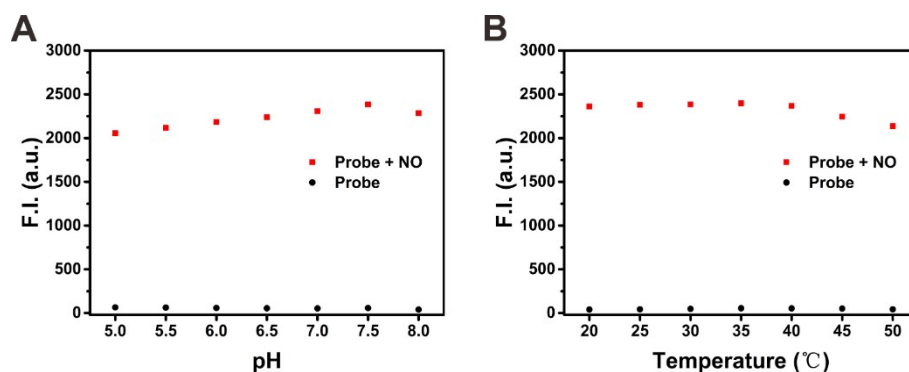 A
3000
2500
2000
1500
1000
500
0
F.I. (a.u.)
Probe + NO
Probe
5.0 5.5 6.0 6.5 7.0 7.5 8.0
pH
B
3000
2500
2000
1500
1000
500
0
F.I. (a.u.)
Probe + NO
Probe
20 25 30 35 40 45 50
Temperature (℃)